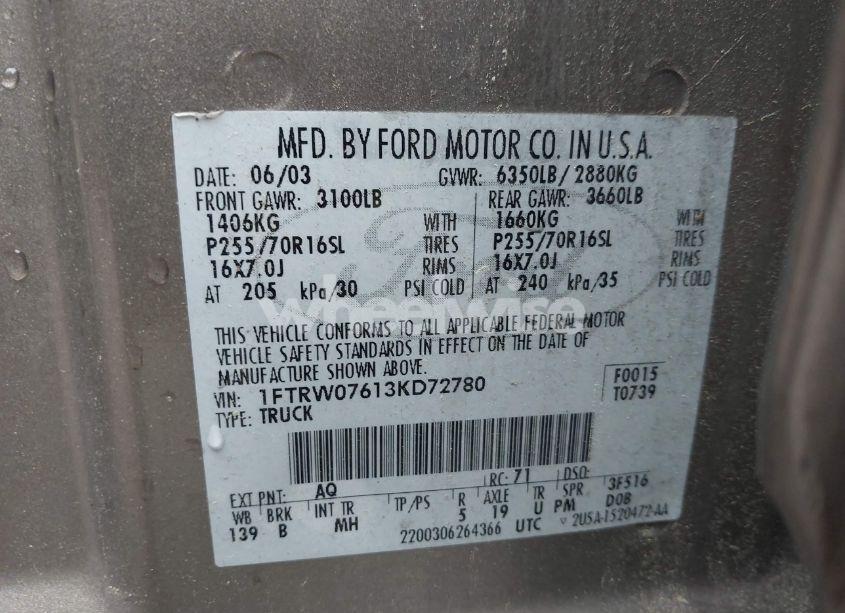 MFD. BY FORD MOTOR CO. IN U.S.A.
DATE: 06/03 GVWR: 6350LB/2880KG
FRONT GAWR: 3100LB REAR GAWR: 3660LB
1406KG WITH 1660KG WITH
P255/70R16SL TIRES P255/70R16SL TIRES
16X7.0J RIMS 16X7.0J RIMS
AT 205 kPa/30 PSI COLD AT 240 kPa/35 PSI COLD
wheelwise
THIS VEHICLE CONFORMS TO ALL APPLICABLE FEDERAL MOTOR
VEHICLE SAFETY STANDARDS IN EFFECT ON THE DATE OF
MANUFACTURE SHOWN ABOVE.
VIN: 1FTRW07613KD72780 F0015
TYPE: TRUCK T0739
RC: 71 DSO:
EXT PNT: AQ 3F516
WB BRK INT TR TP/PS R AXLE TR SPR D0B
139 B MH 5 19 U PM
2200306264366 UTC ▽ 2U5A-1520472-AA